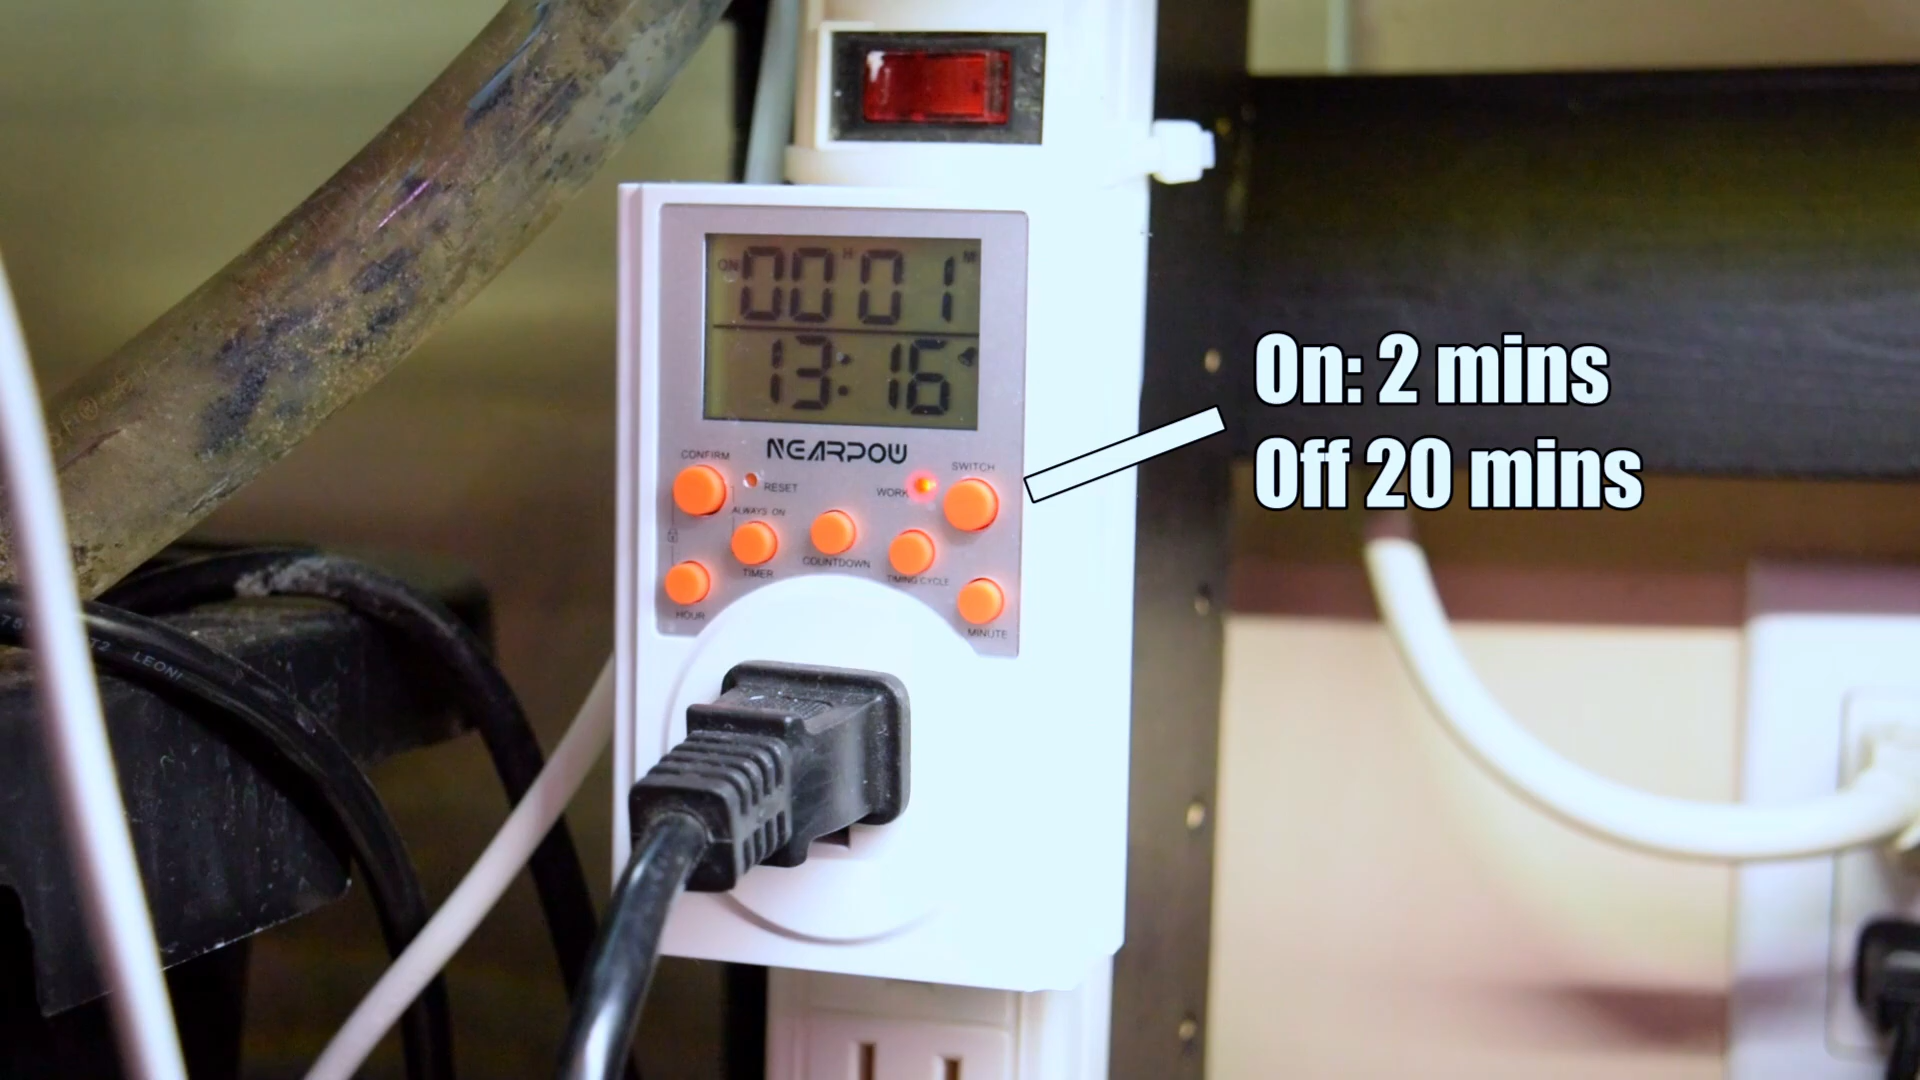 ON 00 H 01 M
13:16
NEARPOW
CONFIRM
RESET
WORK
SWITCH
ALWAYS ON
TIMER
COUNTDOWN
TIMING CYCLE
HOUR
MINUTE
On: 2 mins
Off 20 mins
LEONI